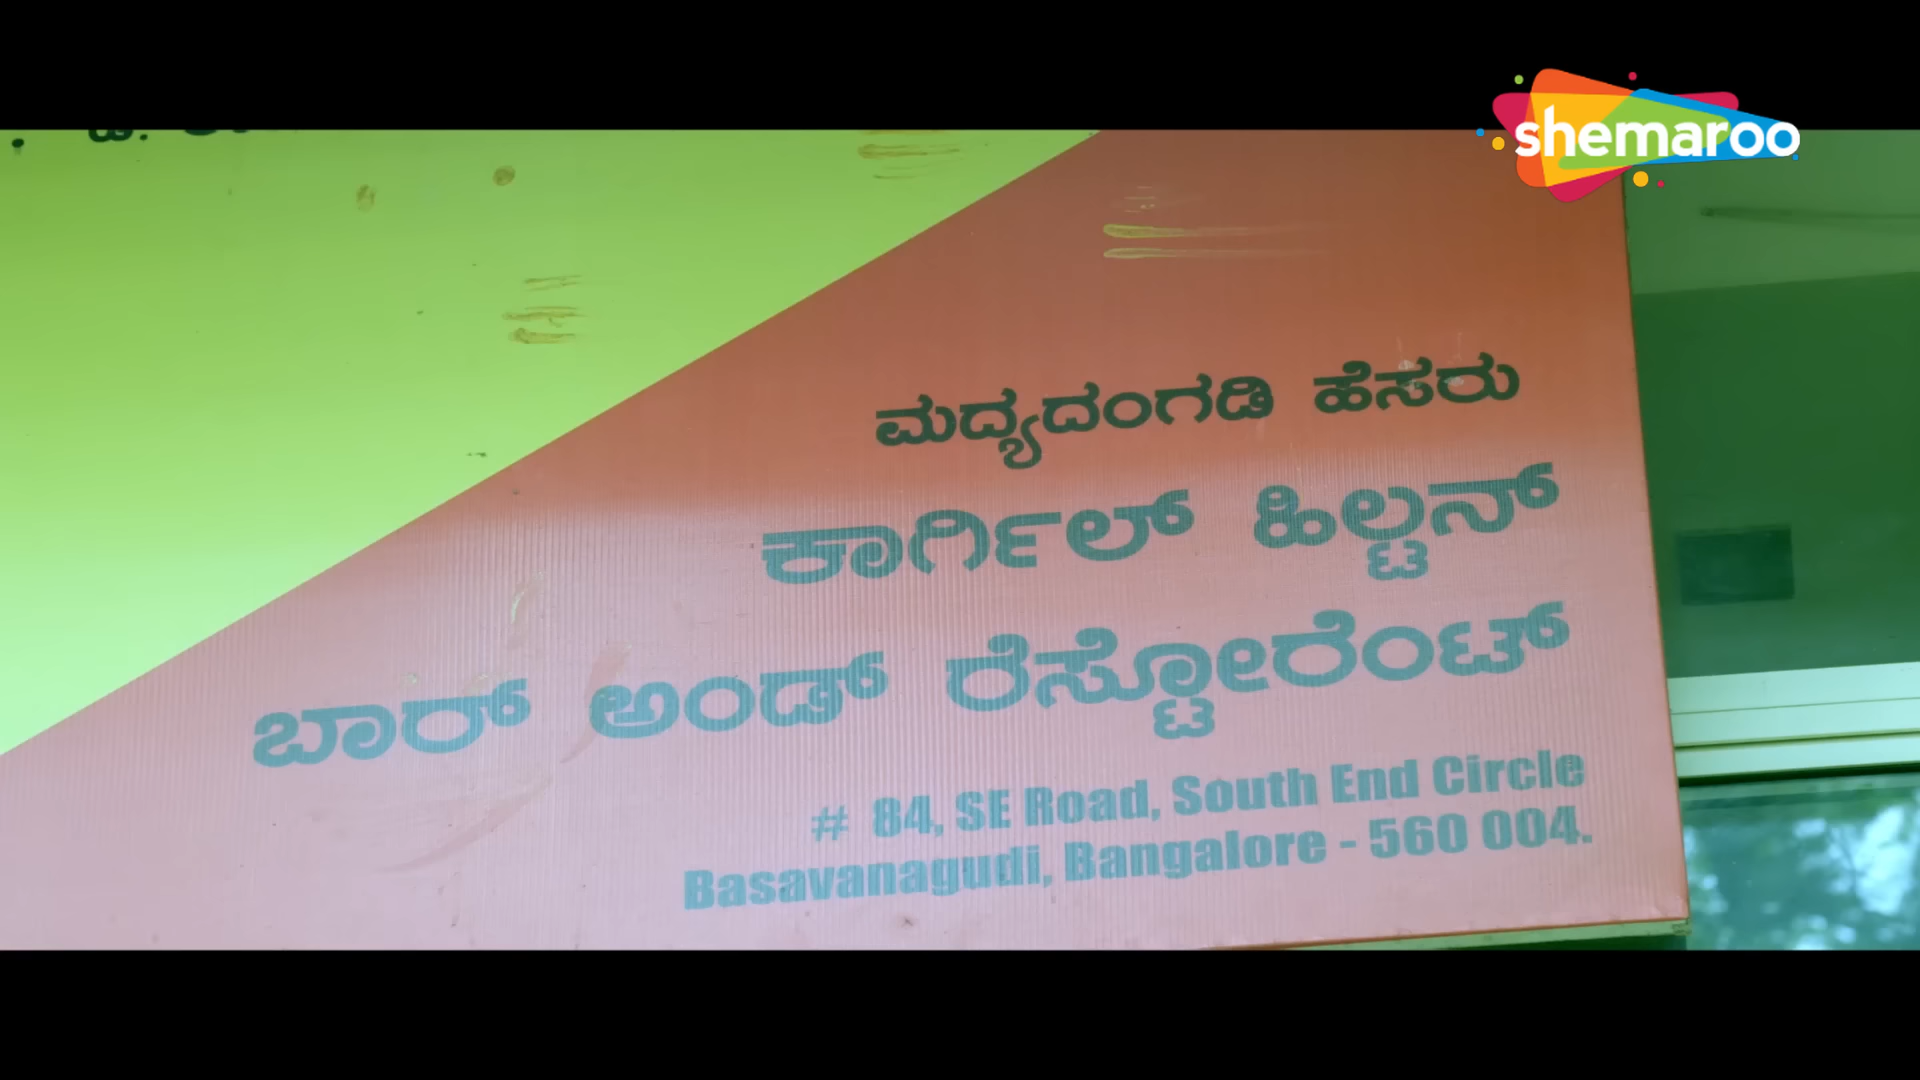 shemaroo
ಮದ್ಯದಂಗಡಿ ಹೆಸರು
ಕಾರ್ಗಿಲ್ ಹಿಲ್ಟನ್
ಬಾರ್ ಅಂಡ್ ರೆಸ್ಟೋರೆಂಟ್
# 84, SE Road, South End Circle
Basavanagudi, Bangalore - 560 004.